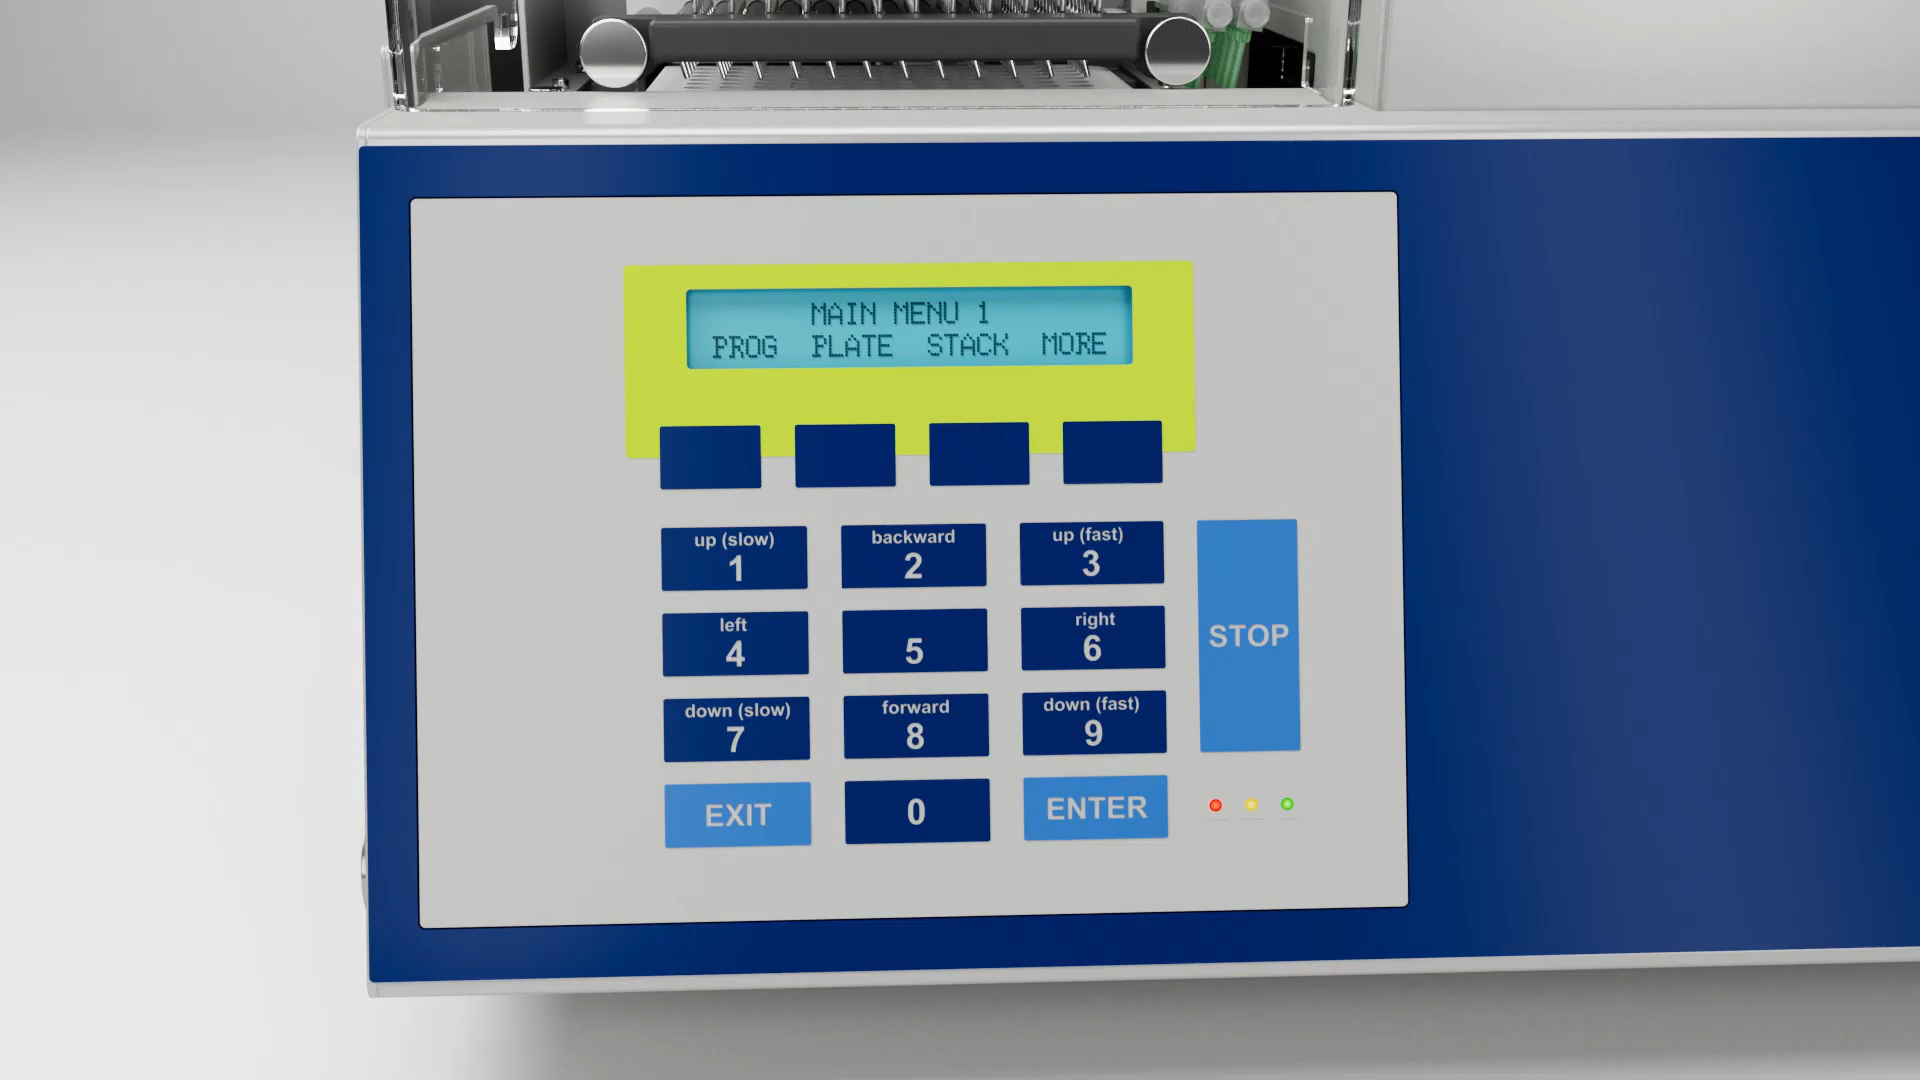 MAIN MENU 1
PROG PLATE STACK MORE
up (slow) backward up (fast)
1 2 3
left right
4 5 6
STOP
down (slow) forward down (fast)
7 8 9
EXIT 0 ENTER